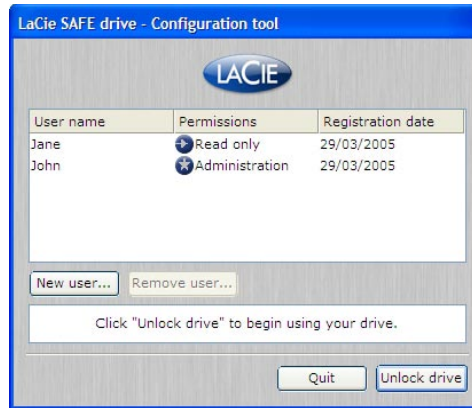 LaCie SAFE drive - Configuration tool
LACIE
User name Permissions Registration date
Jane Read only 29/03/2005
John Administration 29/03/2005
New user... Remove user...
Click "Unlock drive" to begin using your drive.
Quit Unlock drive